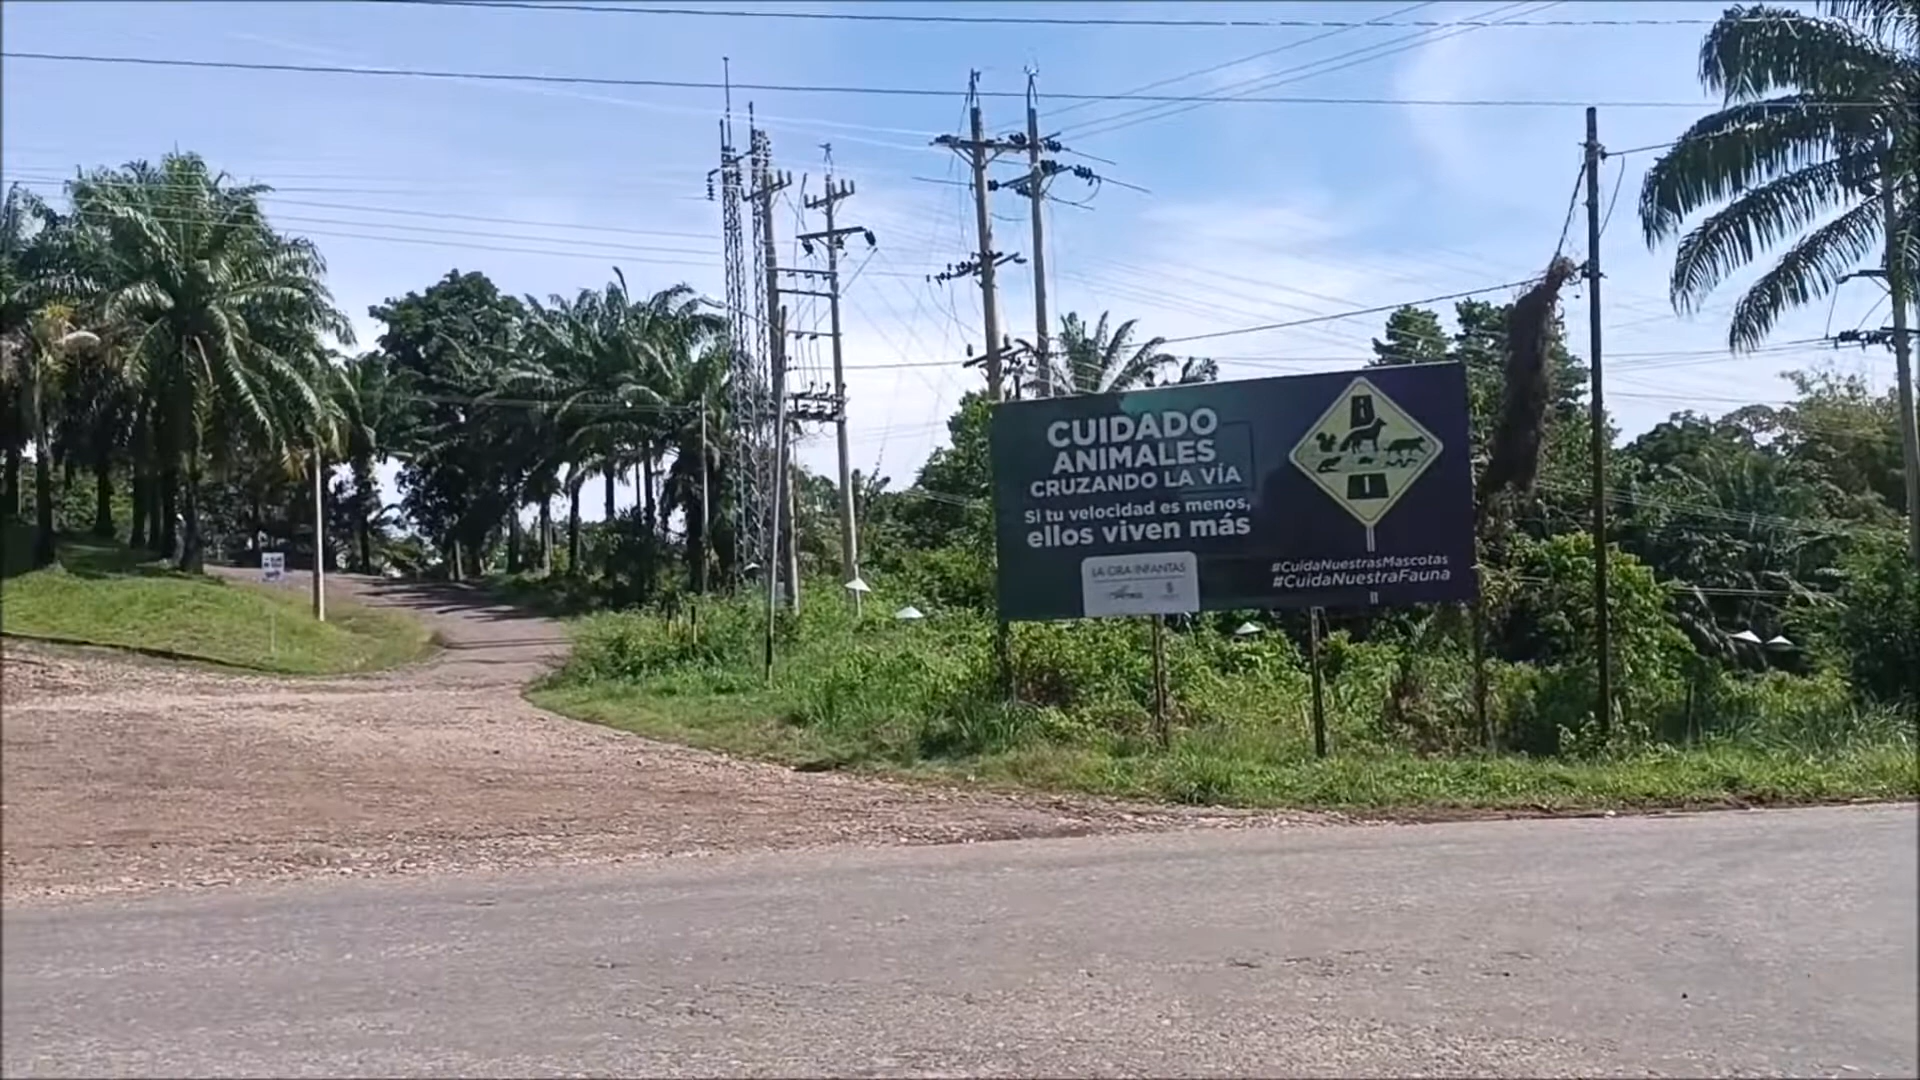 CUIDADO
ANIMALES
CRUZANDO LA VÍA
Si tu velocidad es menos,
ellos viven más
LA CIRA INFANTAS
#CuidaNuestrasMascotas
#CuidaNuestraFauna